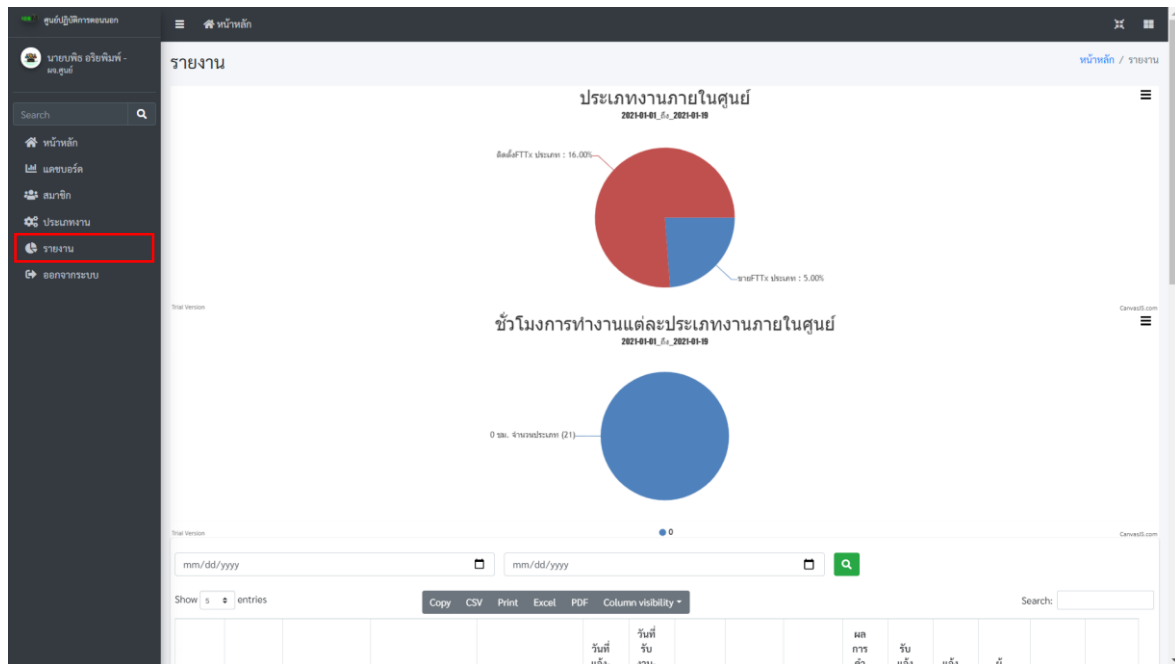 ศูนย์ปฏิบัติการดอนนอก
หน้าหลัก
นายบพิธ อริยพิมพ์ -
ผจ.ศูนย์
รายงาน
หน้าหลัก / รายงาน
Search
หน้าหลัก
แดชบอร์ด
สมาชิก
ประเภทงาน
รายงาน
ออกจากระบบ
ประเภทงานภายในศูนย์
2021-01-01_ถึง_2021-01-19
ติดตั้งFTTx ประเภท : 16.00%
ขายFTTx ประเภท : 5.00%
Trial Version
CanvasJS.com
ชั่วโมงการทำงานแต่ละประเภทงานภายในศูนย์
2021-01-01_ถึง_2021-01-19
0 ชม. จำนวนประเภท (21)
0
Trial Version
CanvasJS.com
mm/dd/yyyy
mm/dd/yyyy
Show 5 entries
Copy CSV Print Excel PDF Column visibility
Search:
วันที่
วันที่
รับ
ผล
การ
รับ